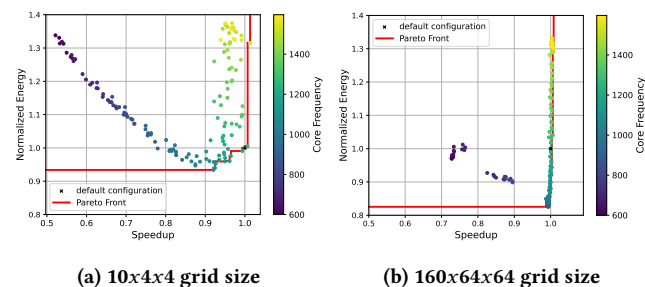 1.4
1.3
1.2
1.1
1.0
0.9
0.8
Normalized Energy
0.5 0.6 0.7 0.8 0.9 1.0
Speedup
default configuration
Pareto Front
1400
1200
1000
800
600
Core Frequency
(a) 10x4x4 grid size
1.4
1.3
1.2
1.1
1.0
0.9
0.8
Normalized Energy
0.5 0.6 0.7 0.8 0.9 1.0
Speedup
default configuration
Pareto Front
1400
1200
1000
800
600
Core Frequency
(b) 160x64x64 grid size